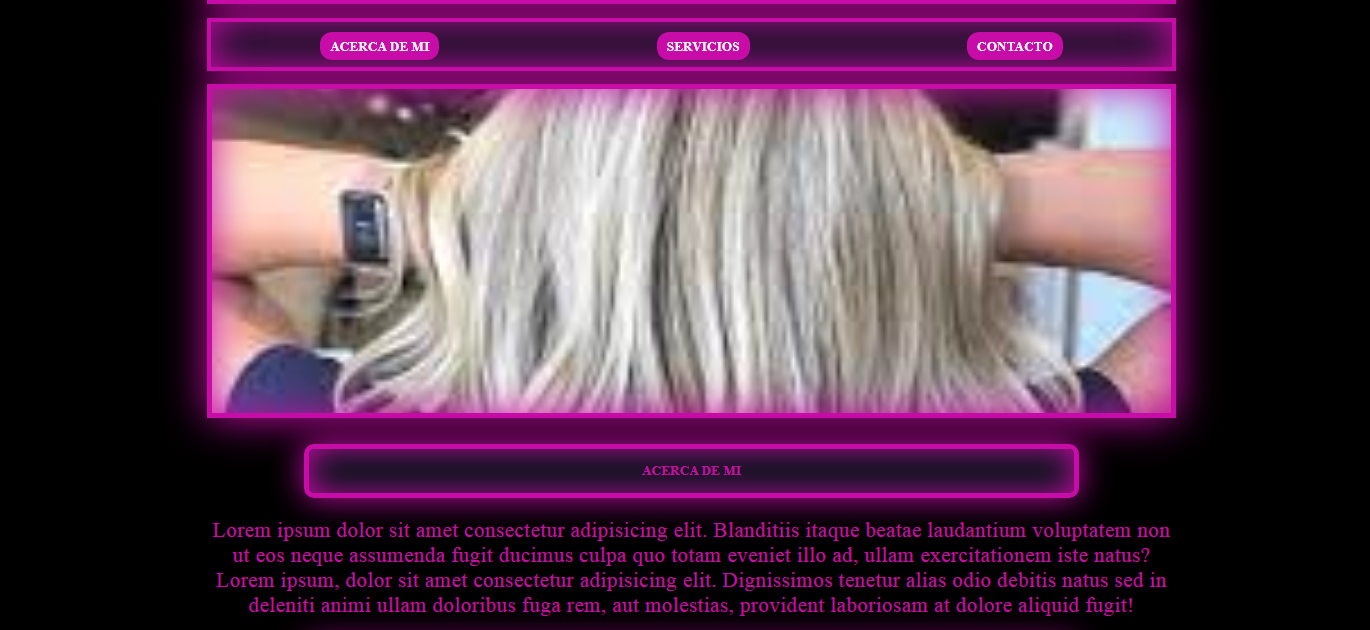 ACERCA DE MI
SERVICIOS
CONTACTO
ACERCA DE MI
Lorem ipsum dolor sit amet consectetur adipisicing elit. Blanditiis itaque beatae laudantium voluptatem non
ut eos neque assumenda fugit ducimus culpa quo totam eveniet illo ad, ullam exercitationem iste natus?
Lorem ipsum, dolor sit amet consectetur adipisicing elit. Dignissimos tenetur alias odio debitis natus sed in
deleniti animi ullam doloribus fuga rem, aut molestias, provident laboriosam at dolore aliquid fugit!